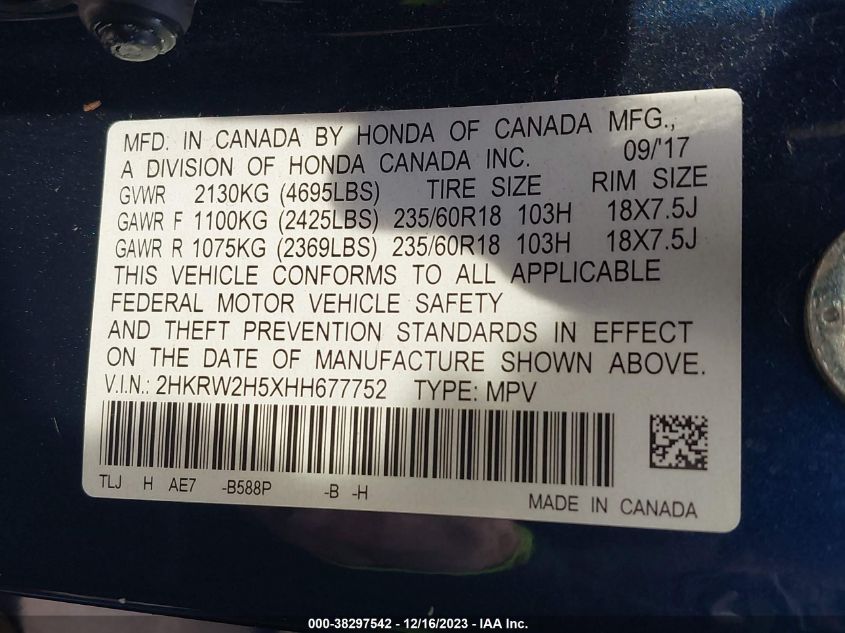 MFD. IN CANADA BY HONDA OF CANADA MFG.,
A DIVISION OF HONDA CANADA INC. 09/'17
GVWR 2130KG (4695LBS) TIRE SIZE RIM SIZE
GAWR F 1100KG (2425LBS) 235/60R18 103H 18X7.5J
GAWR R 1075KG (2369LBS) 235/60R18 103H 18X7.5J
THIS VEHICLE CONFORMS TO ALL APPLICABLE
FEDERAL MOTOR VEHICLE SAFETY
AND THEFT PREVENTION STANDARDS IN EFFECT
ON THE DATE OF MANUFACTURE SHOWN ABOVE.
V.I.N.: 2HKRW2H5XHH677752 TYPE: MPV
TLJ H AE7 -B588P -B -H
MADE IN CANADA
000-38297542 - 12/16/2023 - IAA Inc.